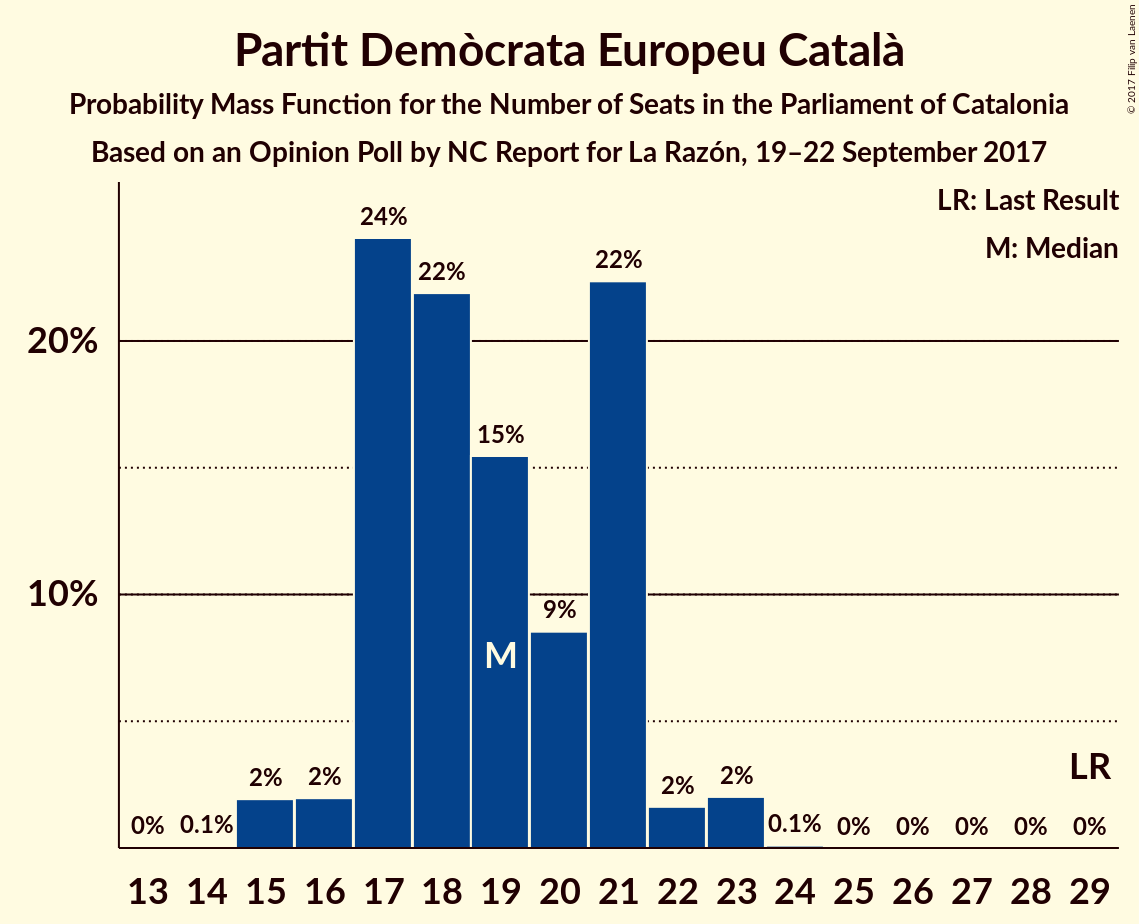 Partit Demòcrata Europeu Català
Probability Mass Function for the Number of Seats in the Parliament of Catalonia
Based on an Opinion Poll by NC Report for La Razón, 19–22 September 2017
© 2017 Filip van Laenen
LR: Last Result
M: Median
24%
22%
22%
20%
15%
10%
9%
M
LR
2%
2%
2%
2%
0%
0.1%
0.1%
0%
0%
0%
0%
0%
13 14 15 16 17 18 19 20 21 22 23 24 25 26 27 28 29